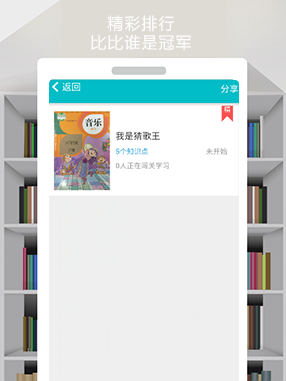 精彩排行
比比谁是冠军
返回
分享
音乐
我是猜歌王
5个知识点
未开始
0人正在闯关学习